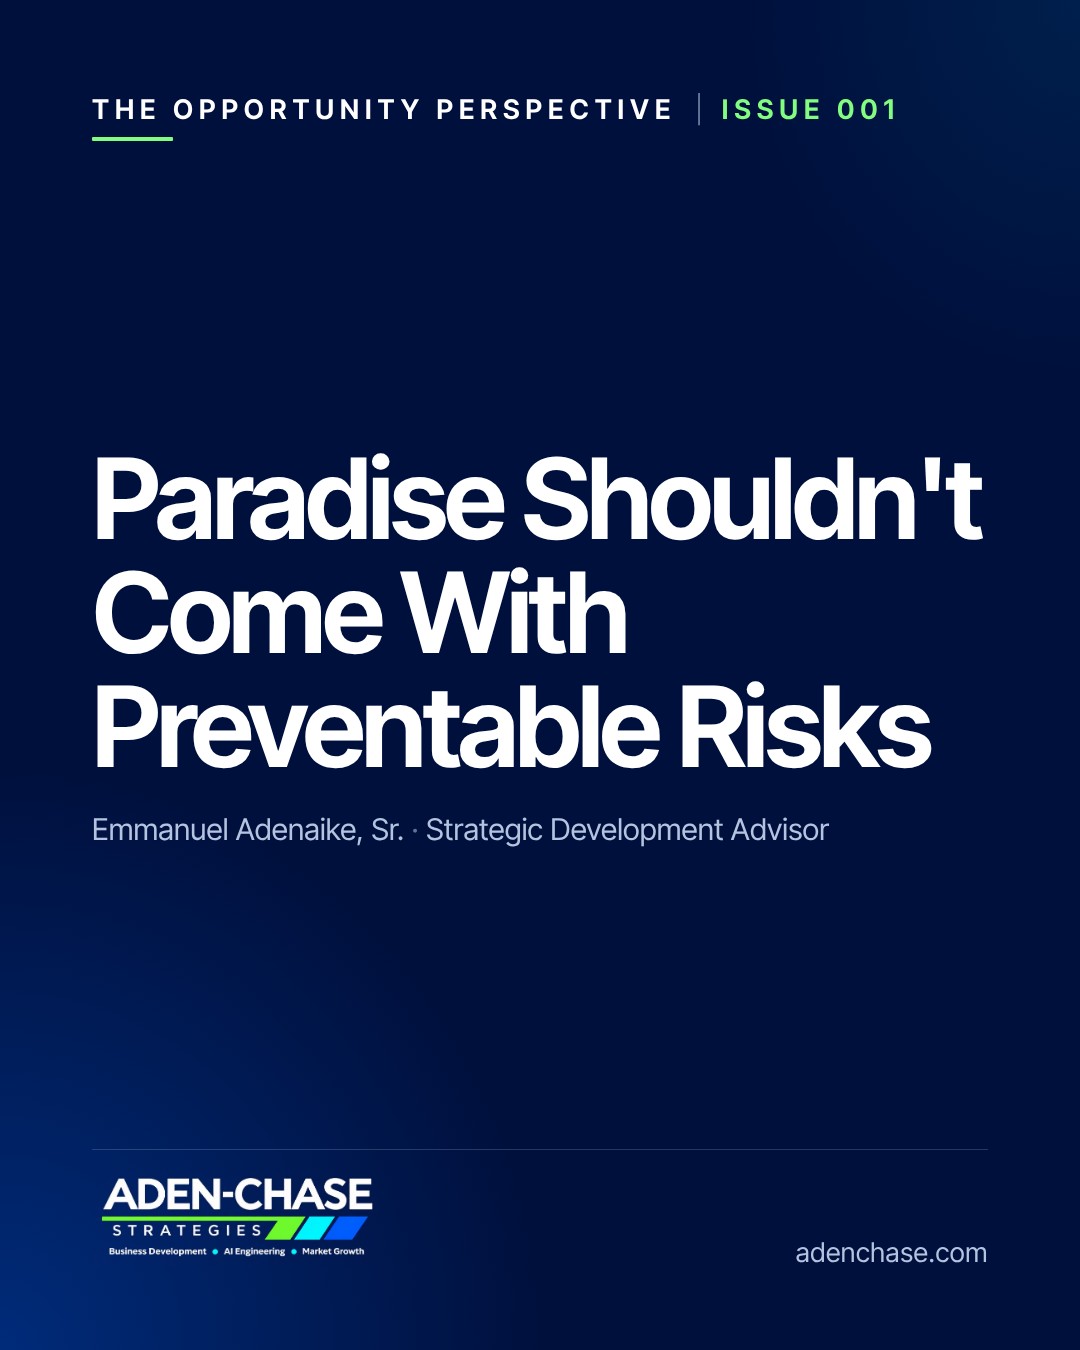 THE OPPORTUNITY PERSPECTIVE | ISSUE 001
Paradise Shouldn't
Come With
Preventable Risks
Emmanuel Adenaike, Sr. · Strategic Development Advisor
ADEN-CHASE
STRATEGIES
Business Development • AI Engineering • Market Growth
adenchase.com